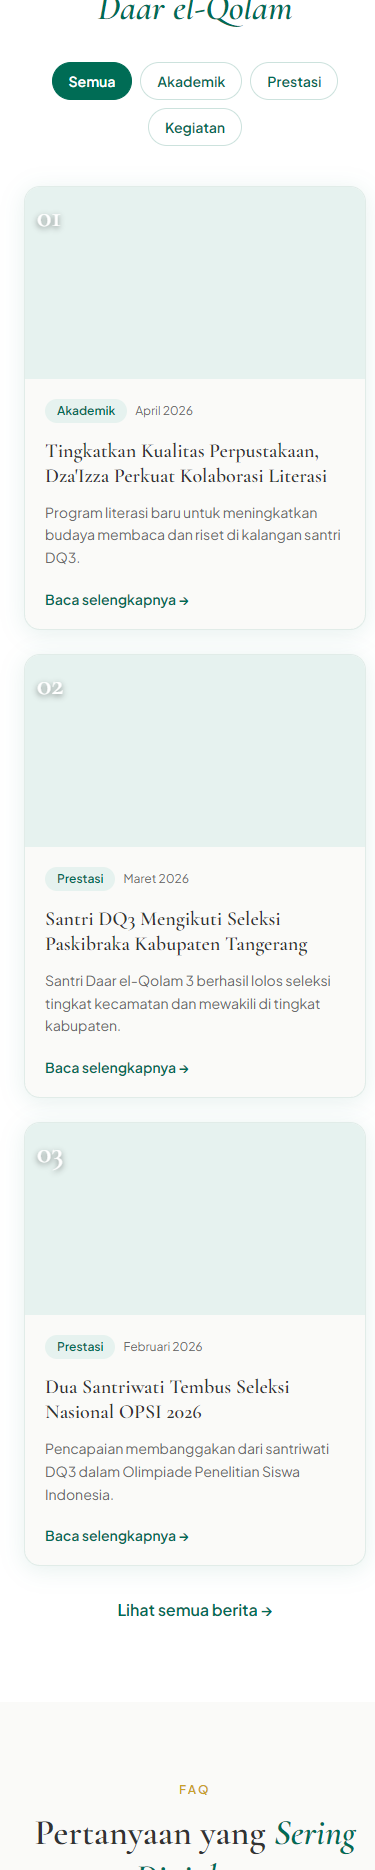 Daar el-Qolam
Semua
Akademik
Prestasi
Kegiatan
01
Akademik
April 2026
Tingkatkan Kualitas Perpustakaan,
Dza'Izza Perkuat Kolaborasi Literasi
Program literasi baru untuk meningkatkan
budaya membaca dan riset di kalangan santri
DQ3.
Baca selengkapnya →
02
Prestasi
Maret 2026
Santri DQ3 Mengikuti Seleksi
Paskibraka Kabupaten Tangerang
Santri Daar el-Qolam 3 berhasil lolos seleksi
tingkat kecamatan dan mewakili di tingkat
kabupaten.
Baca selengkapnya →
03
Prestasi
Februari 2026
Dua Santriwati Tembus Seleksi
Nasional OPSI 2026
Pencapaian membanggakan dari santriwati
DQ3 dalam Olimpiade Penelitian Siswa
Indonesia.
Baca selengkapnya →
Lihat semua berita →
FAQ
Pertanyaan yang Sering